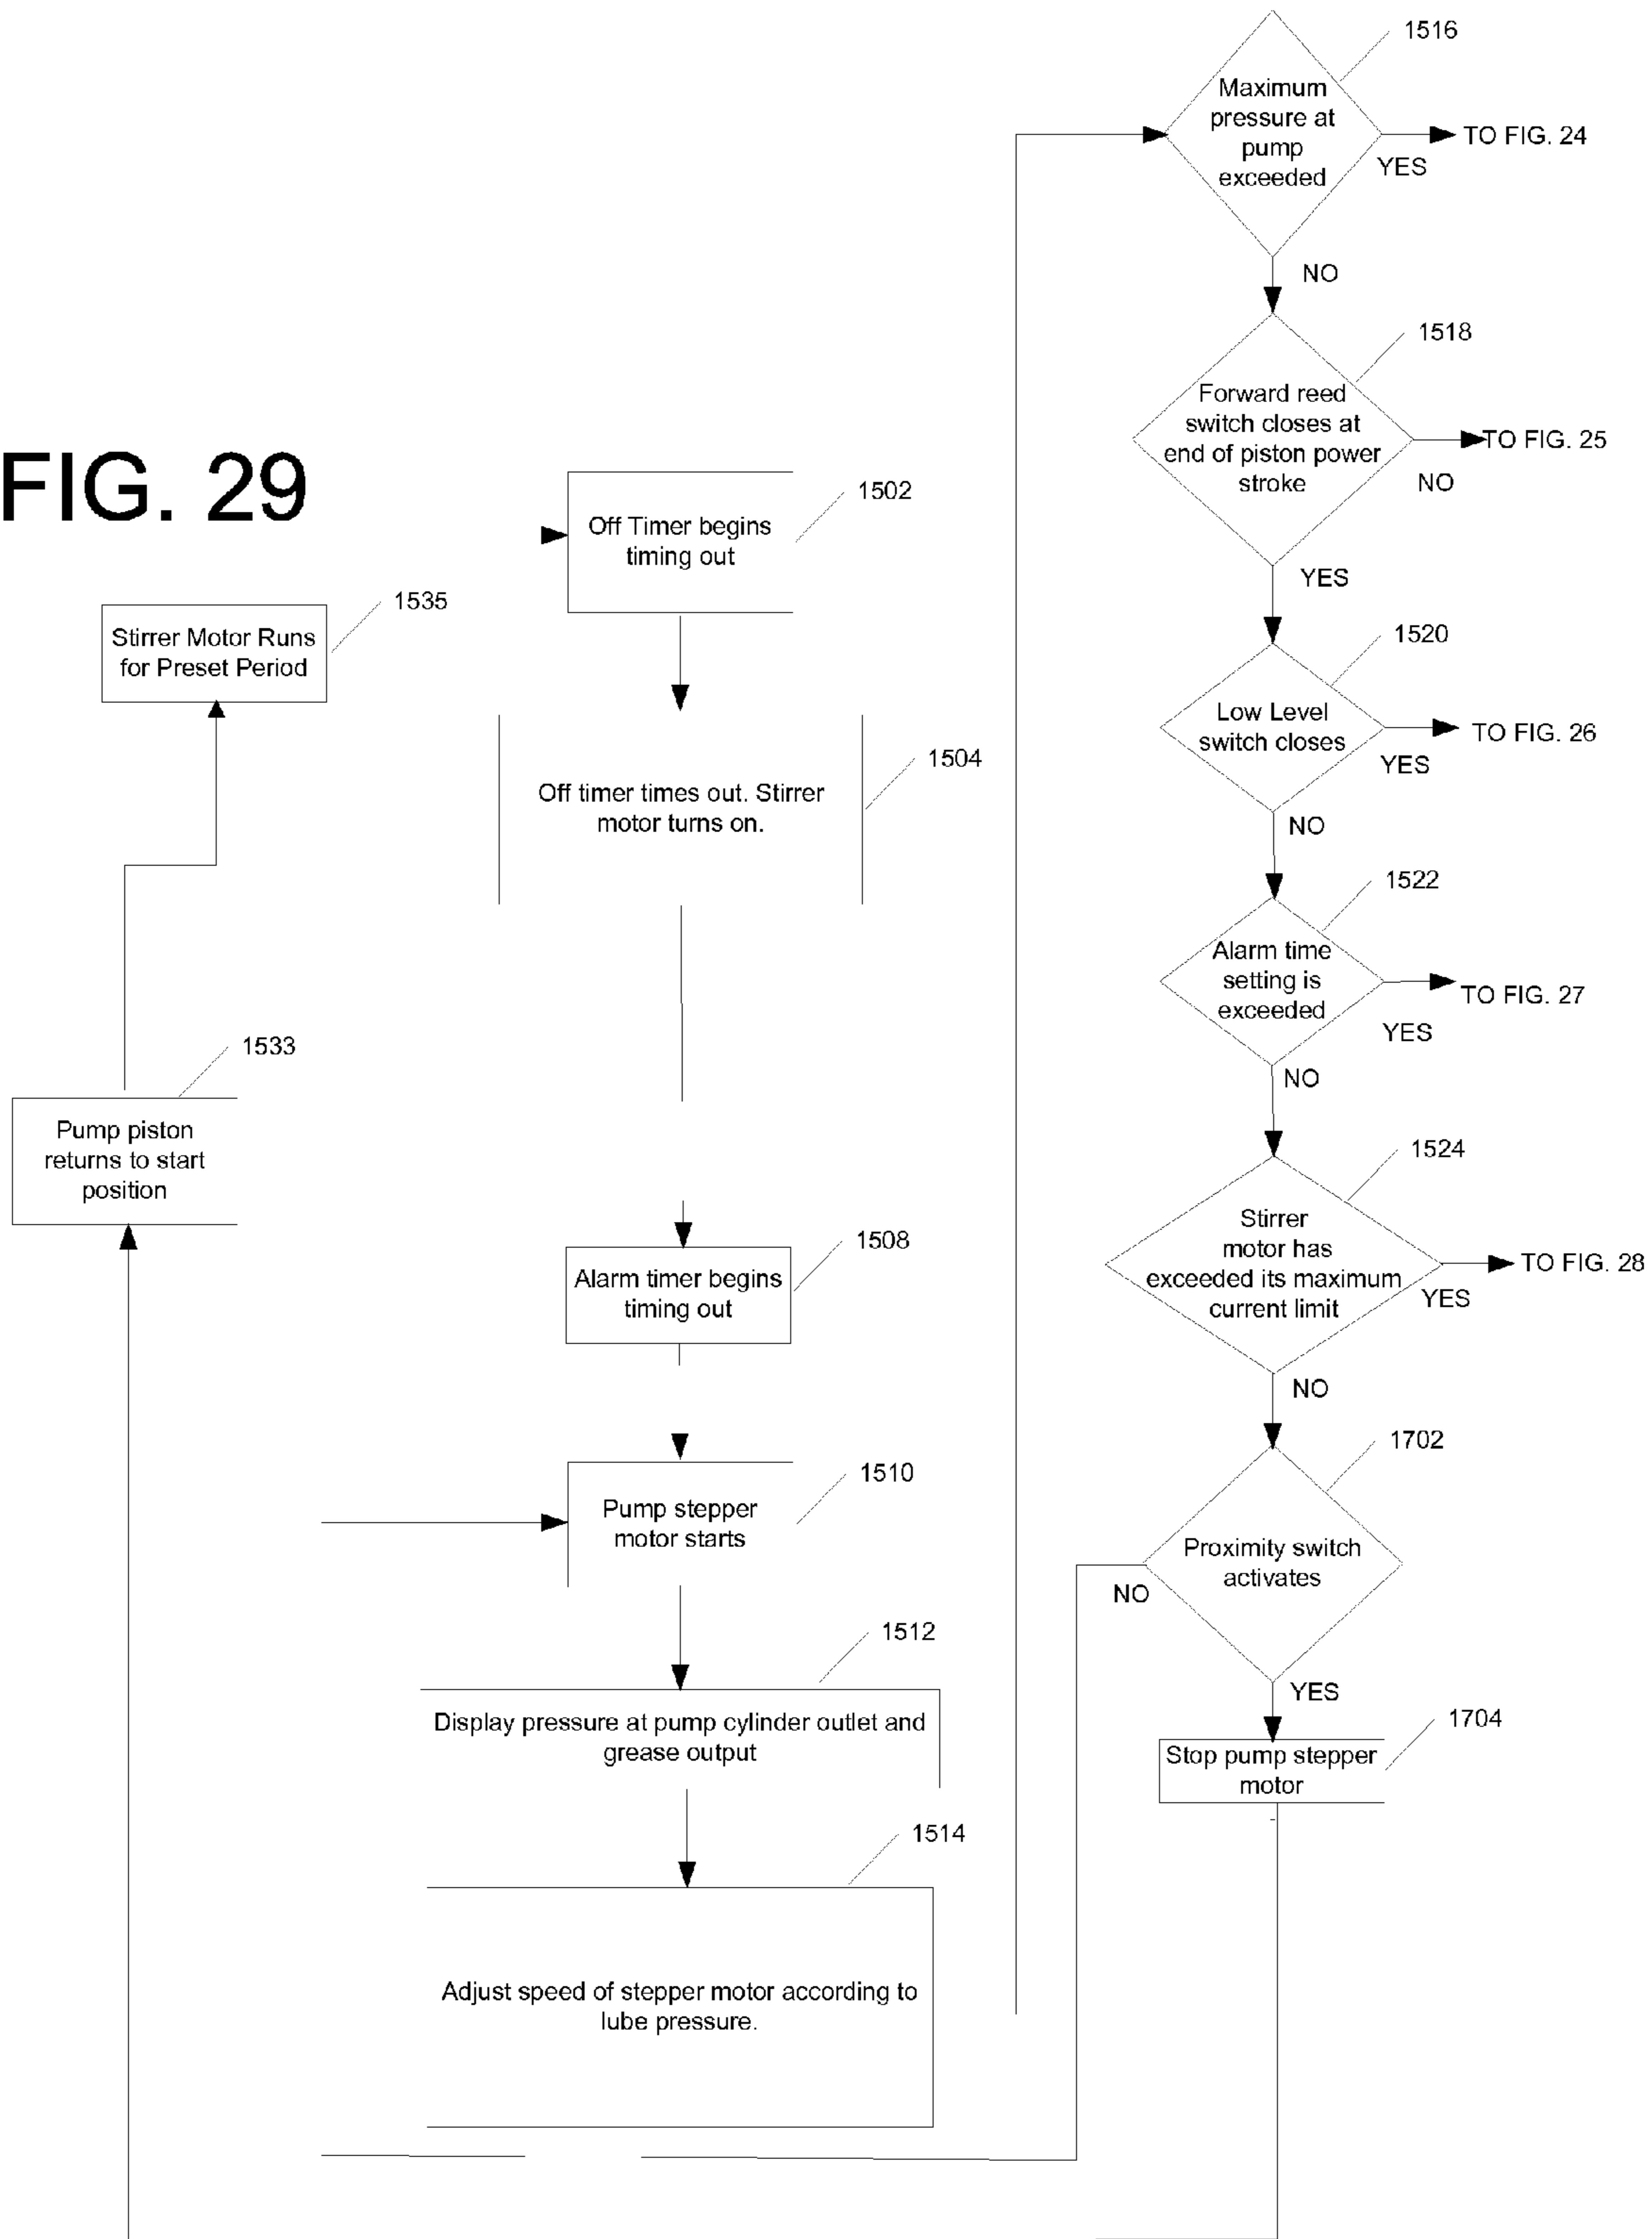 FIG. 29
1535
Stirrer Motor Runs
for Preset Period
1533
Pump piston
returns to start
position
1502
Off Timer begins
timing out
1504
Off timer times out. Stirrer
motor turns on.
1508
Alarm timer begins
timing out
1510
Pump stepper
motor starts
1512
Display pressure at pump cylinder outlet and
grease output
1514
Adjust speed of stepper motor according to
lube pressure.
1516
Maximum
pressure at
pump
exceeded
TO FIG. 24
YES
NO
1518
Forward reed
switch closes at
end of piston power
stroke
TO FIG. 25
NO
YES
1520
Low Level
switch closes
TO FIG. 26
YES
NO
1522
Alarm time
setting is
exceeded
TO FIG. 27
YES
NO
1524
Stirrer
motor has
exceeded its maximum
current limit
TO FIG. 28
YES
NO
1702
Proximity switch
activates
NO
YES
1704
Stop pump stepper
motor